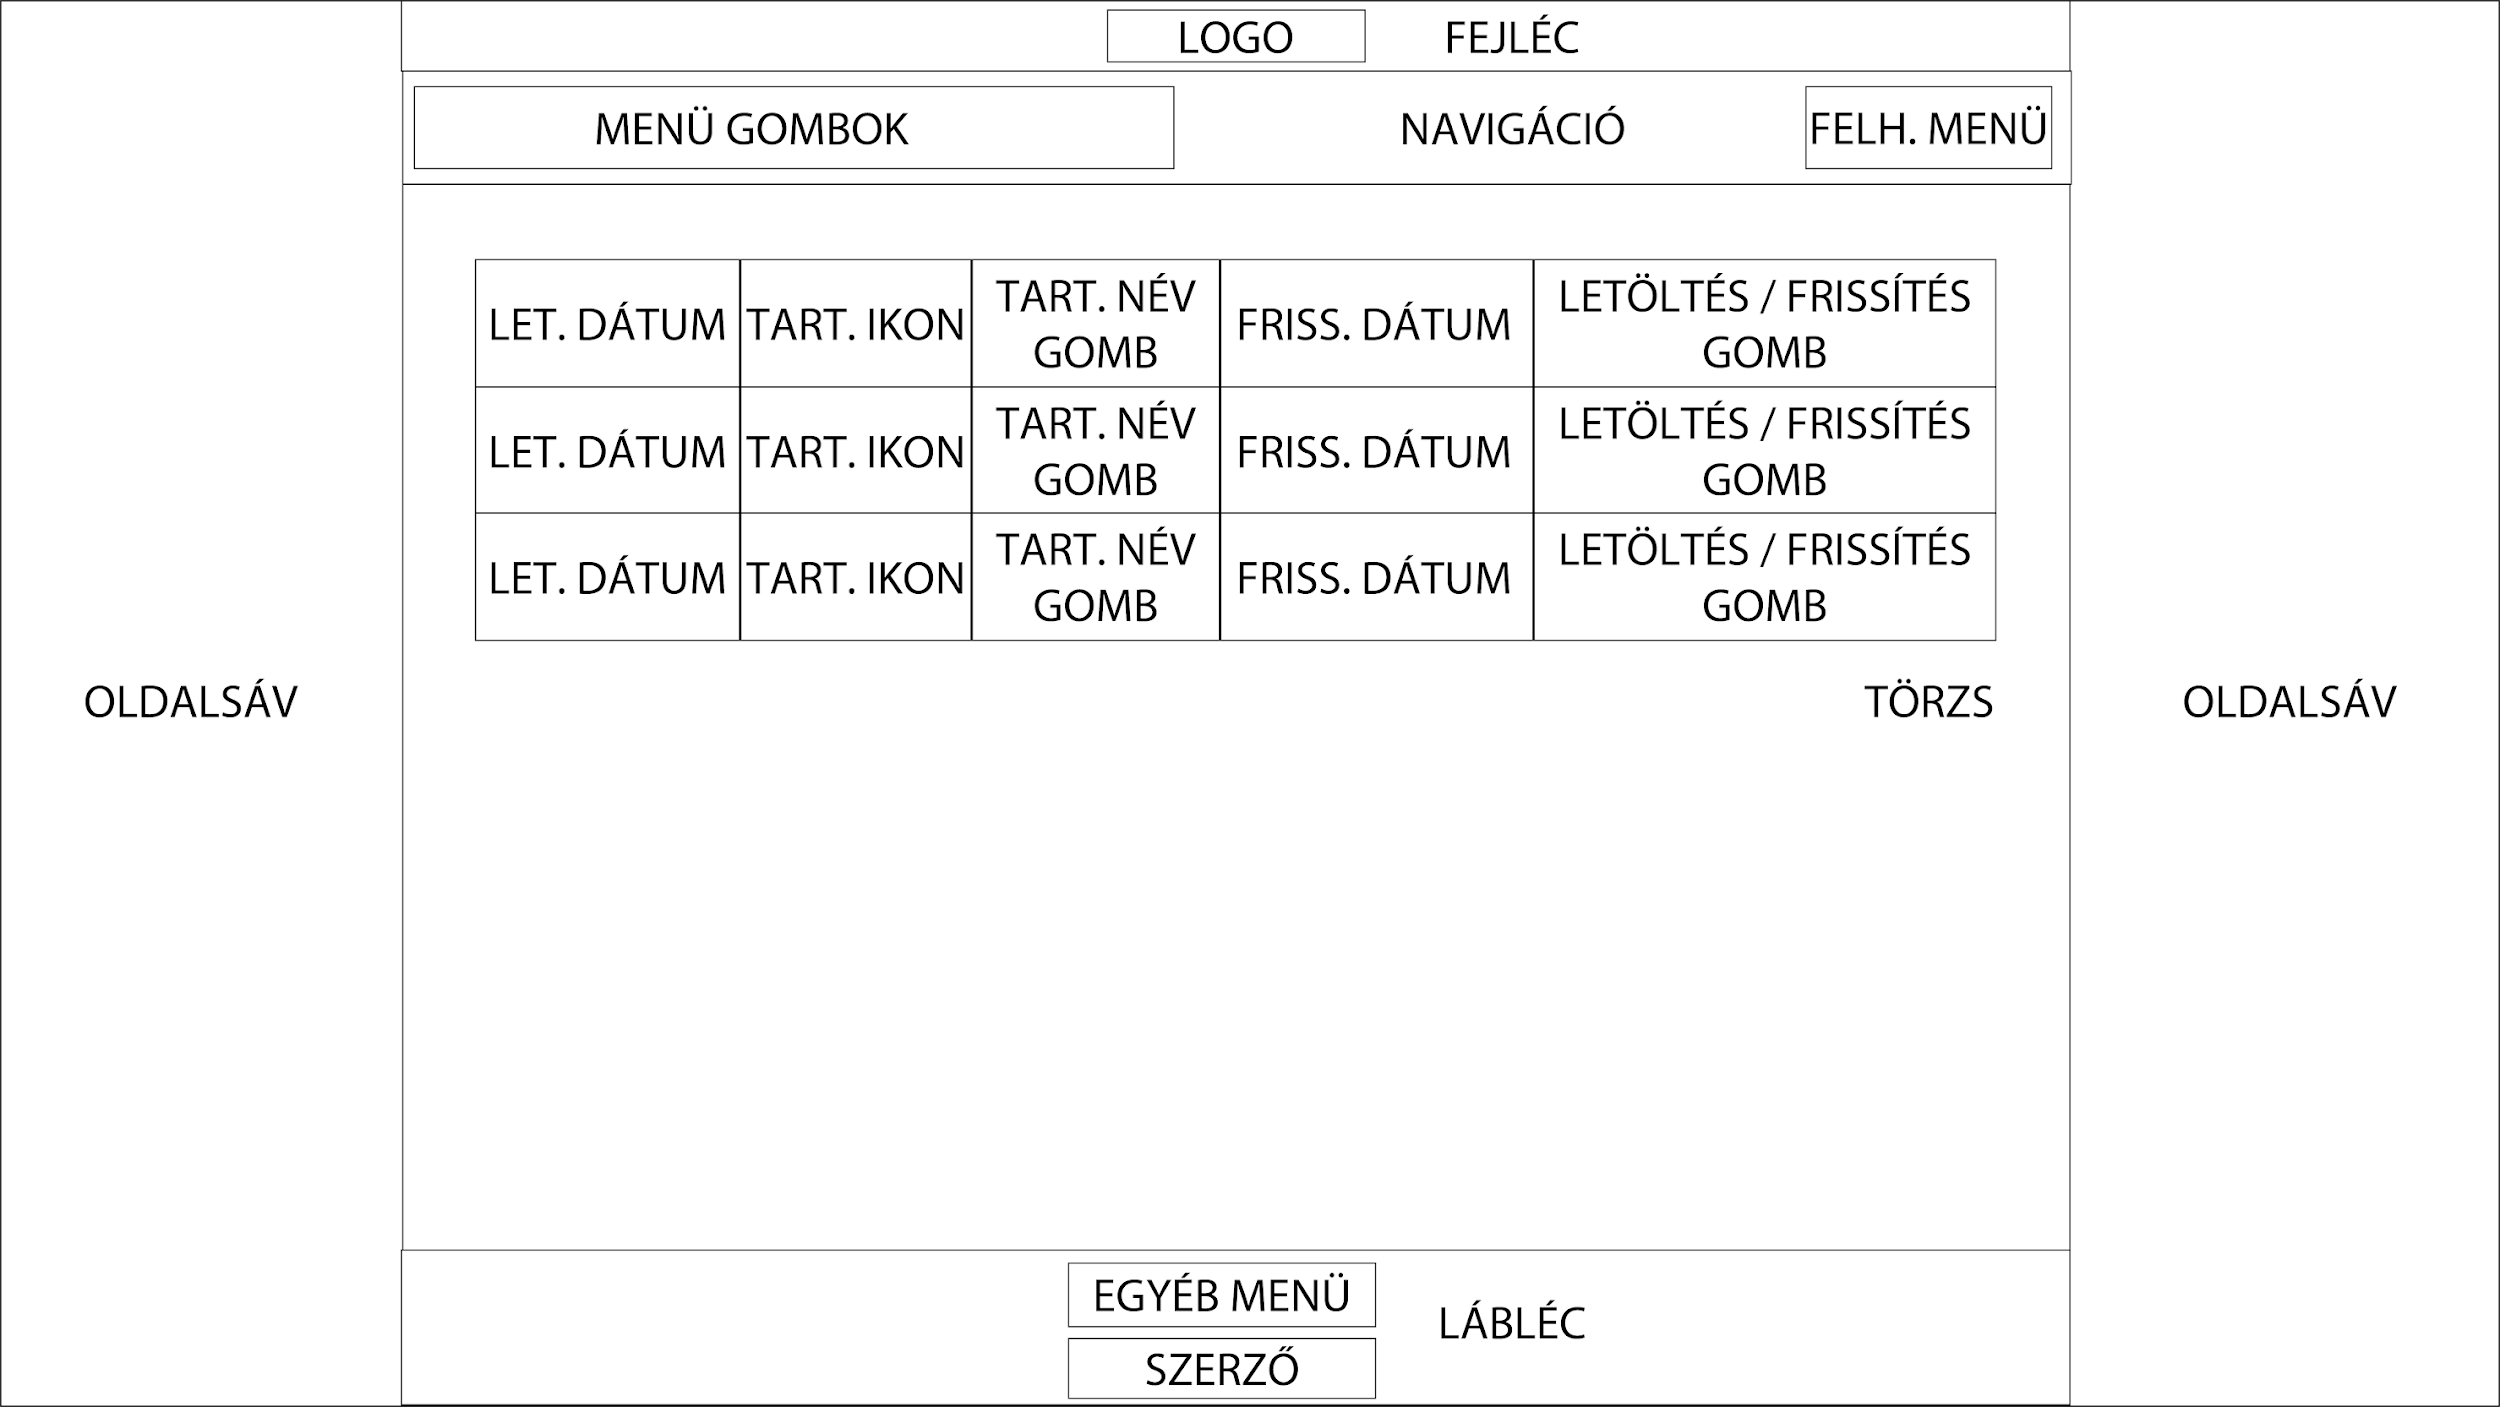 LOGO FEJLÉC
MENÜ GOMBOK NAVIGÁCIÓ FELH. MENÜ
LET. DÁTUM TART. IKON TART. NÉV GOMB FRISS. DÁTUM LETÖLTÉS / FRISSÍTÉS GOMB
LET. DÁTUM TART. IKON TART. NÉV GOMB FRISS. DÁTUM LETÖLTÉS / FRISSÍTÉS GOMB
LET. DÁTUM TART. IKON TART. NÉV GOMB FRISS. DÁTUM LETÖLTÉS / FRISSÍTÉS GOMB
OLDALSÁV TÖRZS OLDALSÁV
EGYÉB MENÜ
LÁBLÉC
SZERZŐ